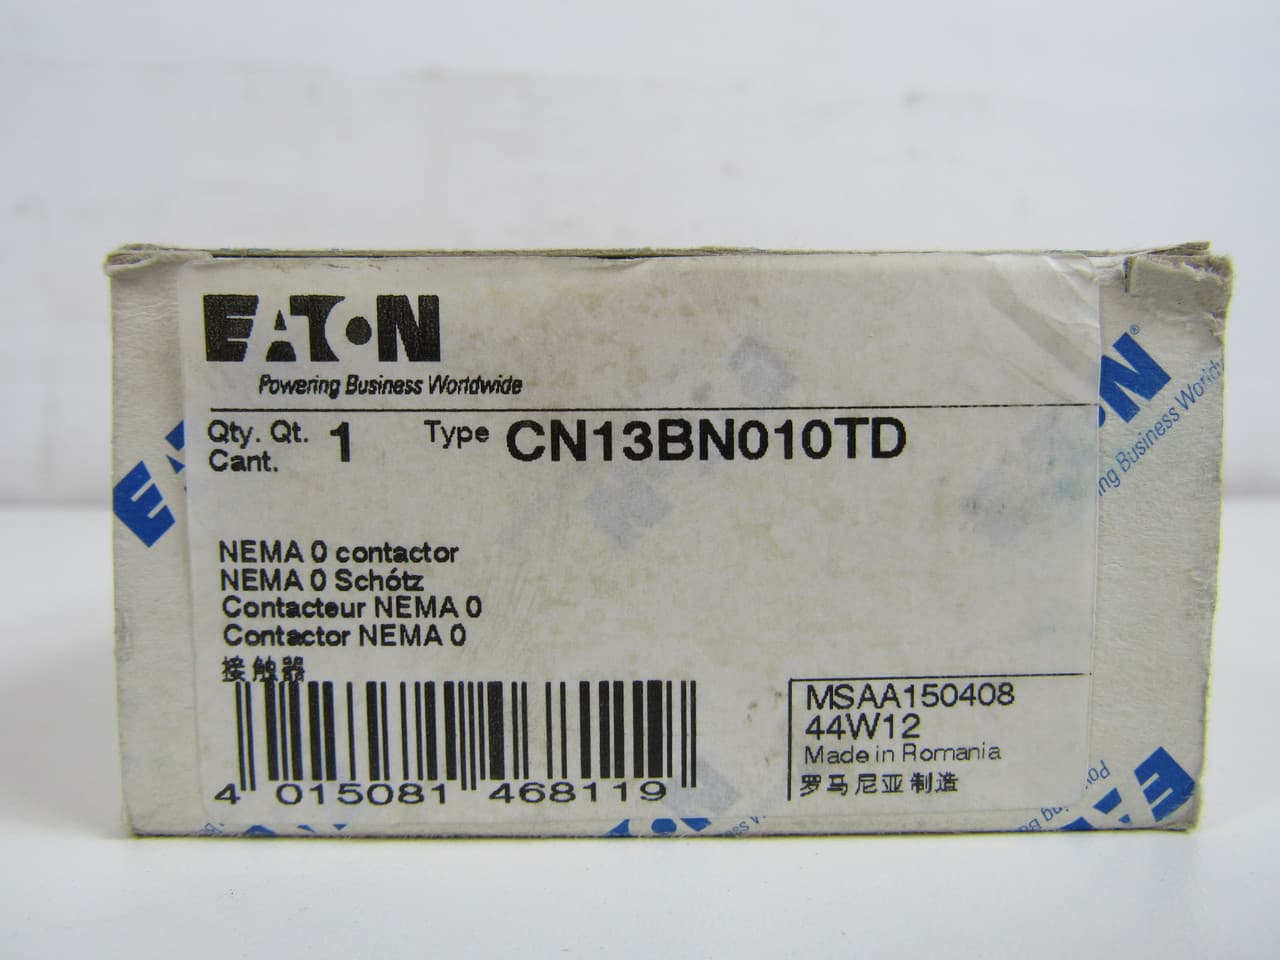 EATON
Powering Business Worldwide
Qty. Qt. 1 Type CN13BN010TD
Cant.
NEMA 0 contactor
NEMA 0 Schótz
Contacteur NEMA 0
Contactor NEMA 0
接触器
4 015081 468119
MSAA150408
44W12
Made in Romania
罗马尼亚制造